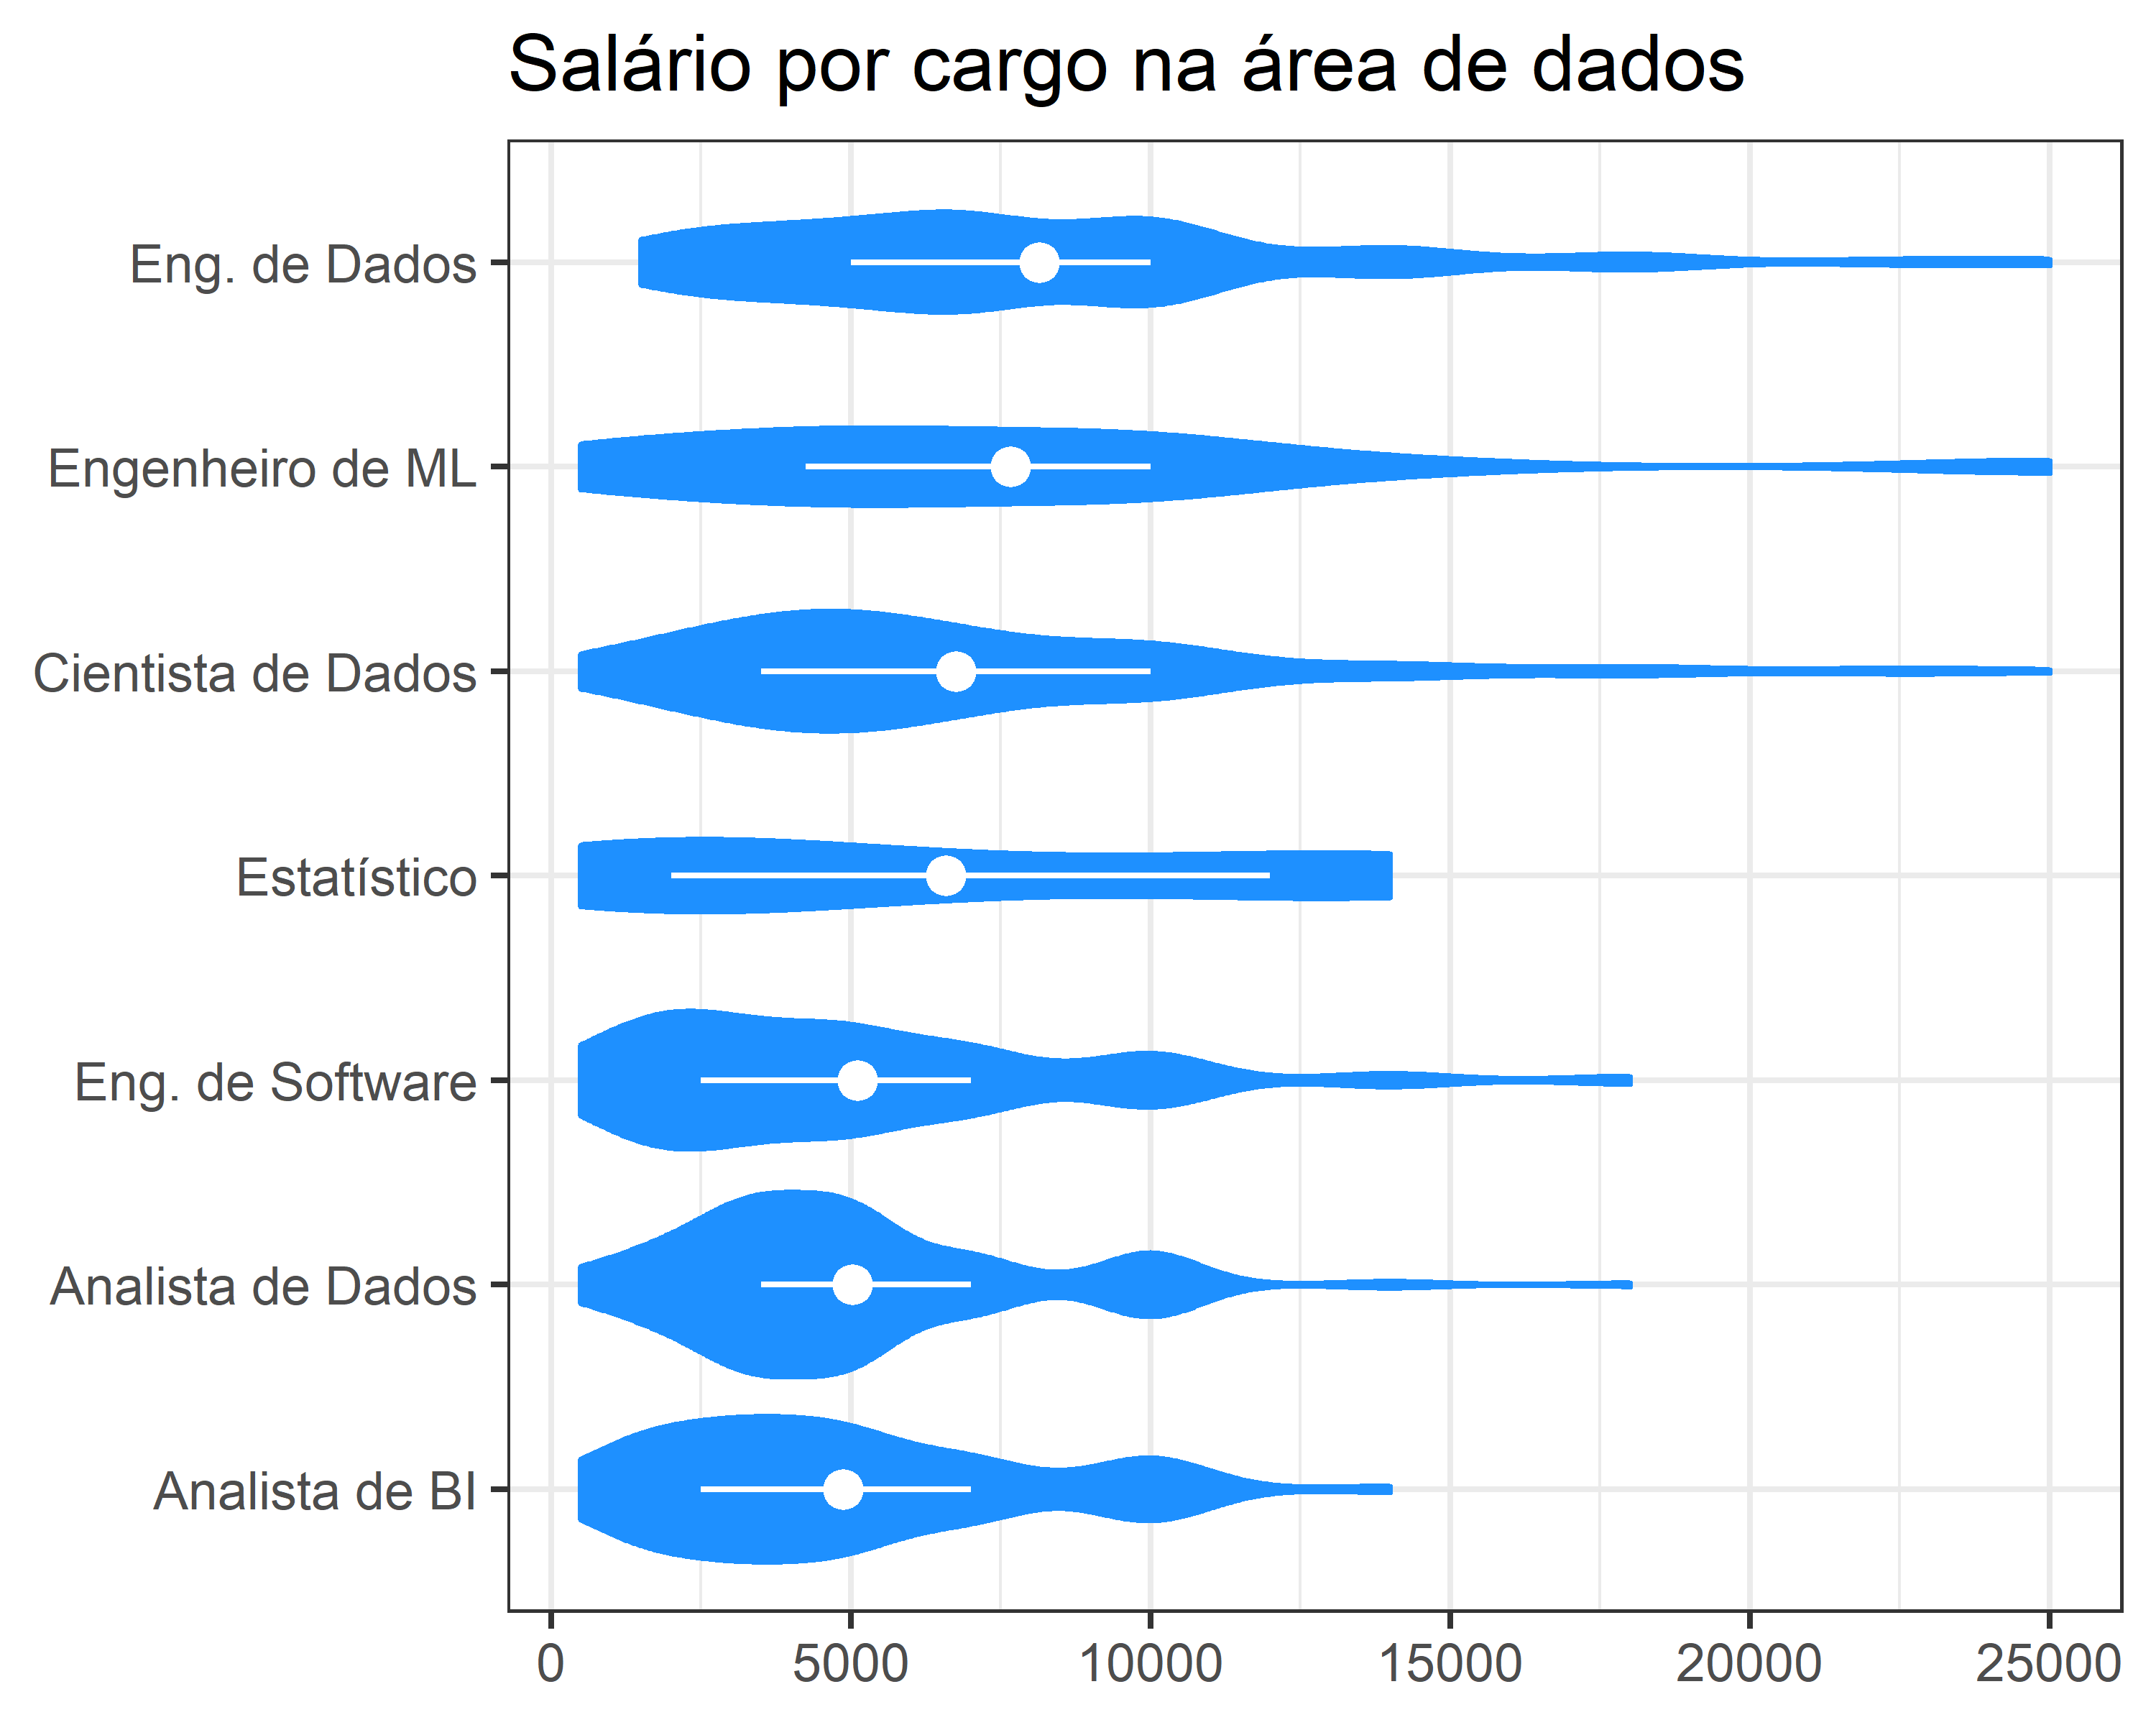 Salário por cargo na área de dados
Eng. de Dados
Engenheiro de ML
Cientista de Dados
Estatístico
Eng. de Software
Analista de Dados
Analista de BI
0 5000 10000 15000 20000 25000